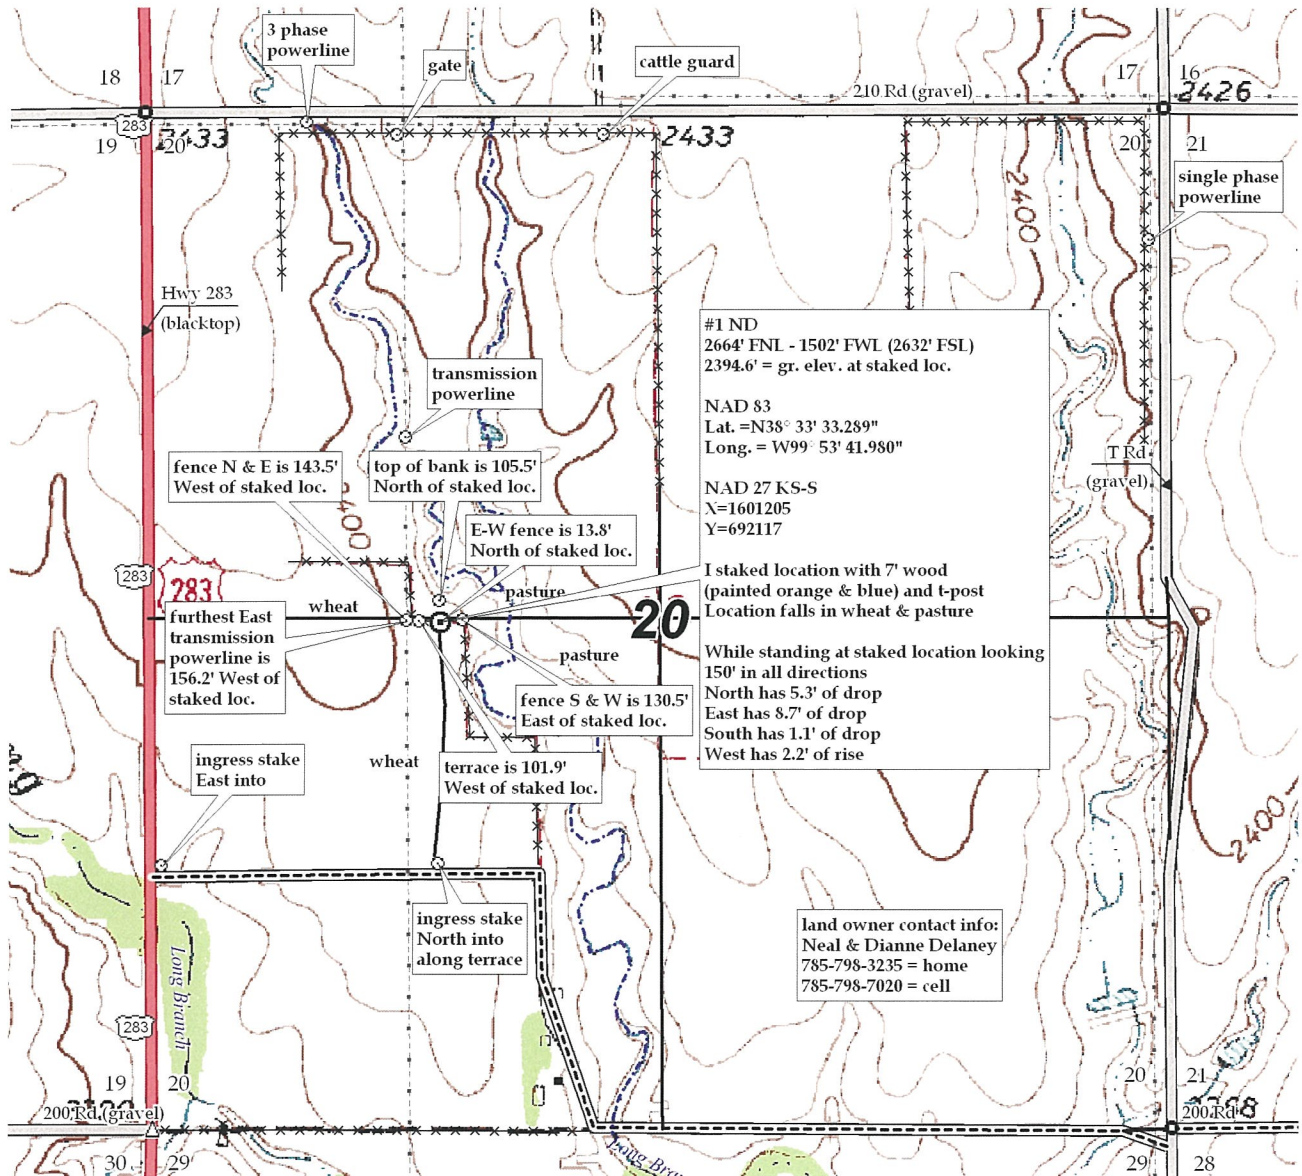 3 phase
powerline
gate
cattle guard
18 17
17 16
210 Rd (gravel)
2426
283
2433
2433
19 20
20 21
single phase
powerline
2400
Hwy 283
(blacktop)
#1 ND
2664' FNL - 1502' FWL (2632' FSL)
2394.6' = gr. elev. at staked loc.
NAD 83
Lat. =N38° 33' 33.289"
Long. = W99° 53' 41.980"
NAD 27 KS-S
X=1601205
Y=692117
I staked location with 7' wood
(painted orange & blue) and t-post
Location falls in wheat & pasture
While standing at staked location looking
150' in all directions
North has 5.3' of drop
East has 8.7' of drop
South has 1.1' of drop
West has 2.2' of rise
transmission
powerline
fence N & E is 143.5'
West of staked loc.
top of bank is 105.5'
North of staked loc.
T Rd
(gravel)
2400
E-W fence is 13.8'
North of staked loc.
283
283
wheat
pasture
20
furthest East
transmission
powerline is
156.2' West of
staked loc.
pasture
fence S & W is 130.5'
East of staked loc.
ingress stake
East into
wheat
terrace is 101.9'
West of staked loc.
2400
ingress stake
North into
along terrace
land owner contact info:
Neal & Dianne Delaney
785-798-3235 = home
785-798-7020 = cell
Long Branch
283
19 20
20 21
200 Rd (gravel)
200 Rd
30 29
29 28